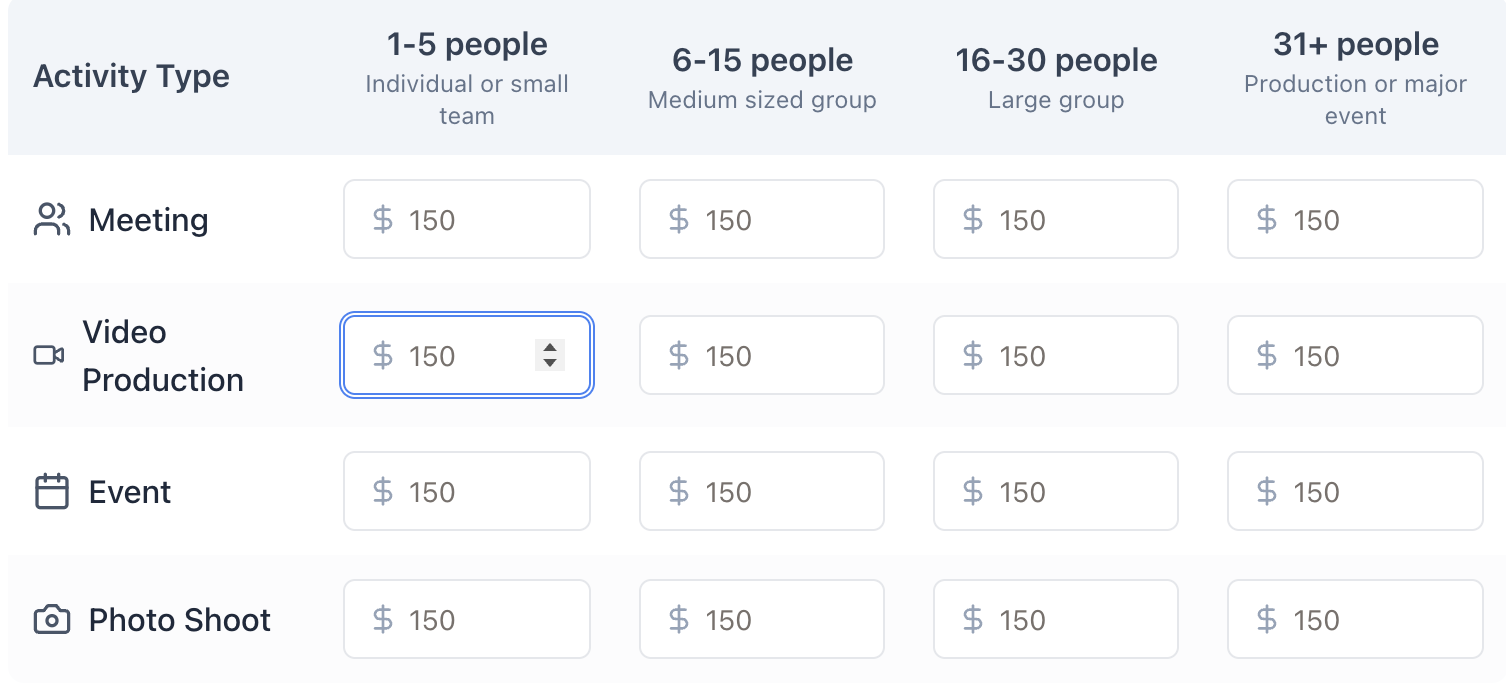 Activity Type
1-5 people
Individual or small
team
6-15 people
Medium sized group
16-30 people
Large group
31+ people
Production or major
event
Meeting
$ 150
$ 150
$ 150
$ 150
Video
Production
$ 150
$ 150
$ 150
$ 150
Event
$ 150
$ 150
$ 150
$ 150
Photo Shoot
$ 150
$ 150
$ 150
$ 150